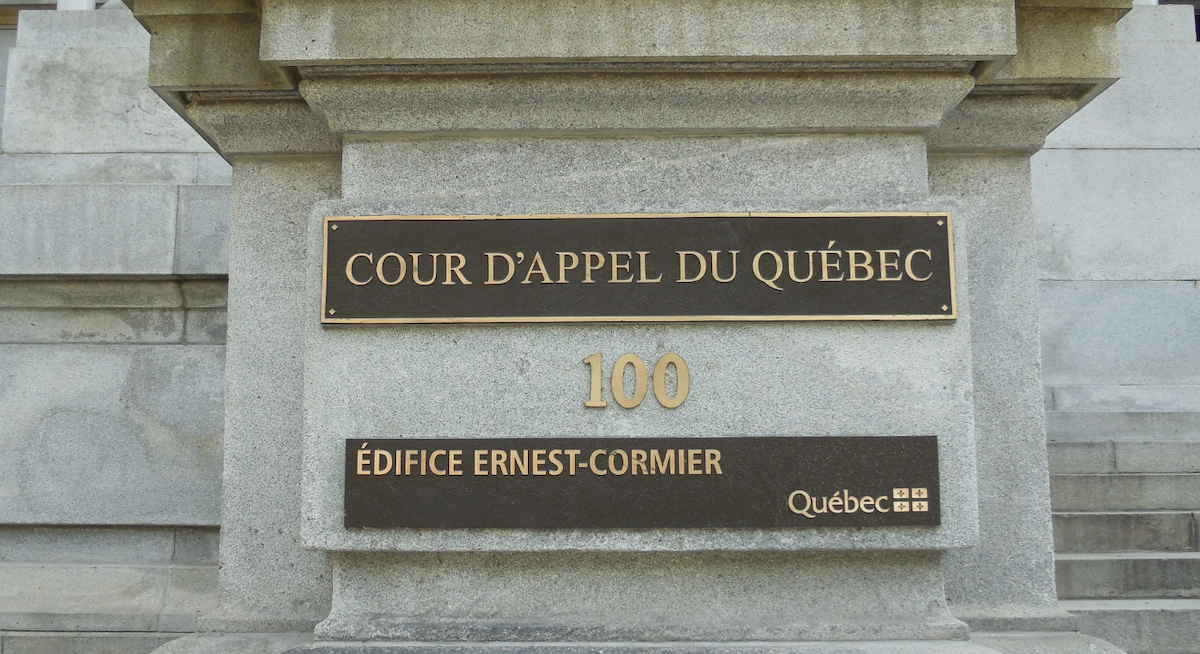 COUR D'APPEL DU QUÉBEC
100
ÉDIFICE ERNEST-CORMIER
Québec